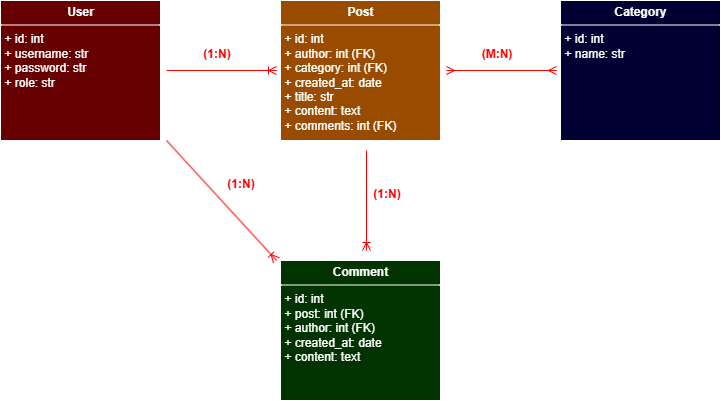 User
+ id: int
+ username: str
+ password: str
+ role: str
(1:N)
Post
+ id: int
+ author: int (FK)
+ category: int (FK)
+ created_at: date
+ title: str
+ content: text
+ comments: int (FK)
(M:N)
Category
+ id: int
+ name: str
(1:N)
(1:N)
Comment
+ id: int
+ post: int (FK)
+ author: int (FK)
+ created_at: date
+ content: text